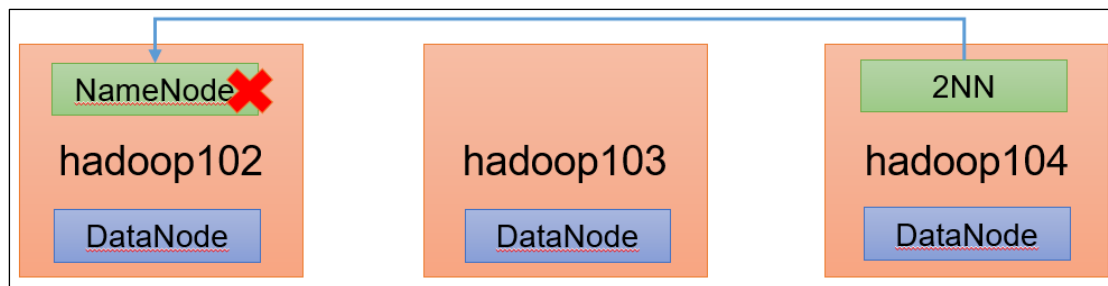 NameNode
2NN
hadoop102
hadoop103
hadoop104
DataNode
DataNode
DataNode